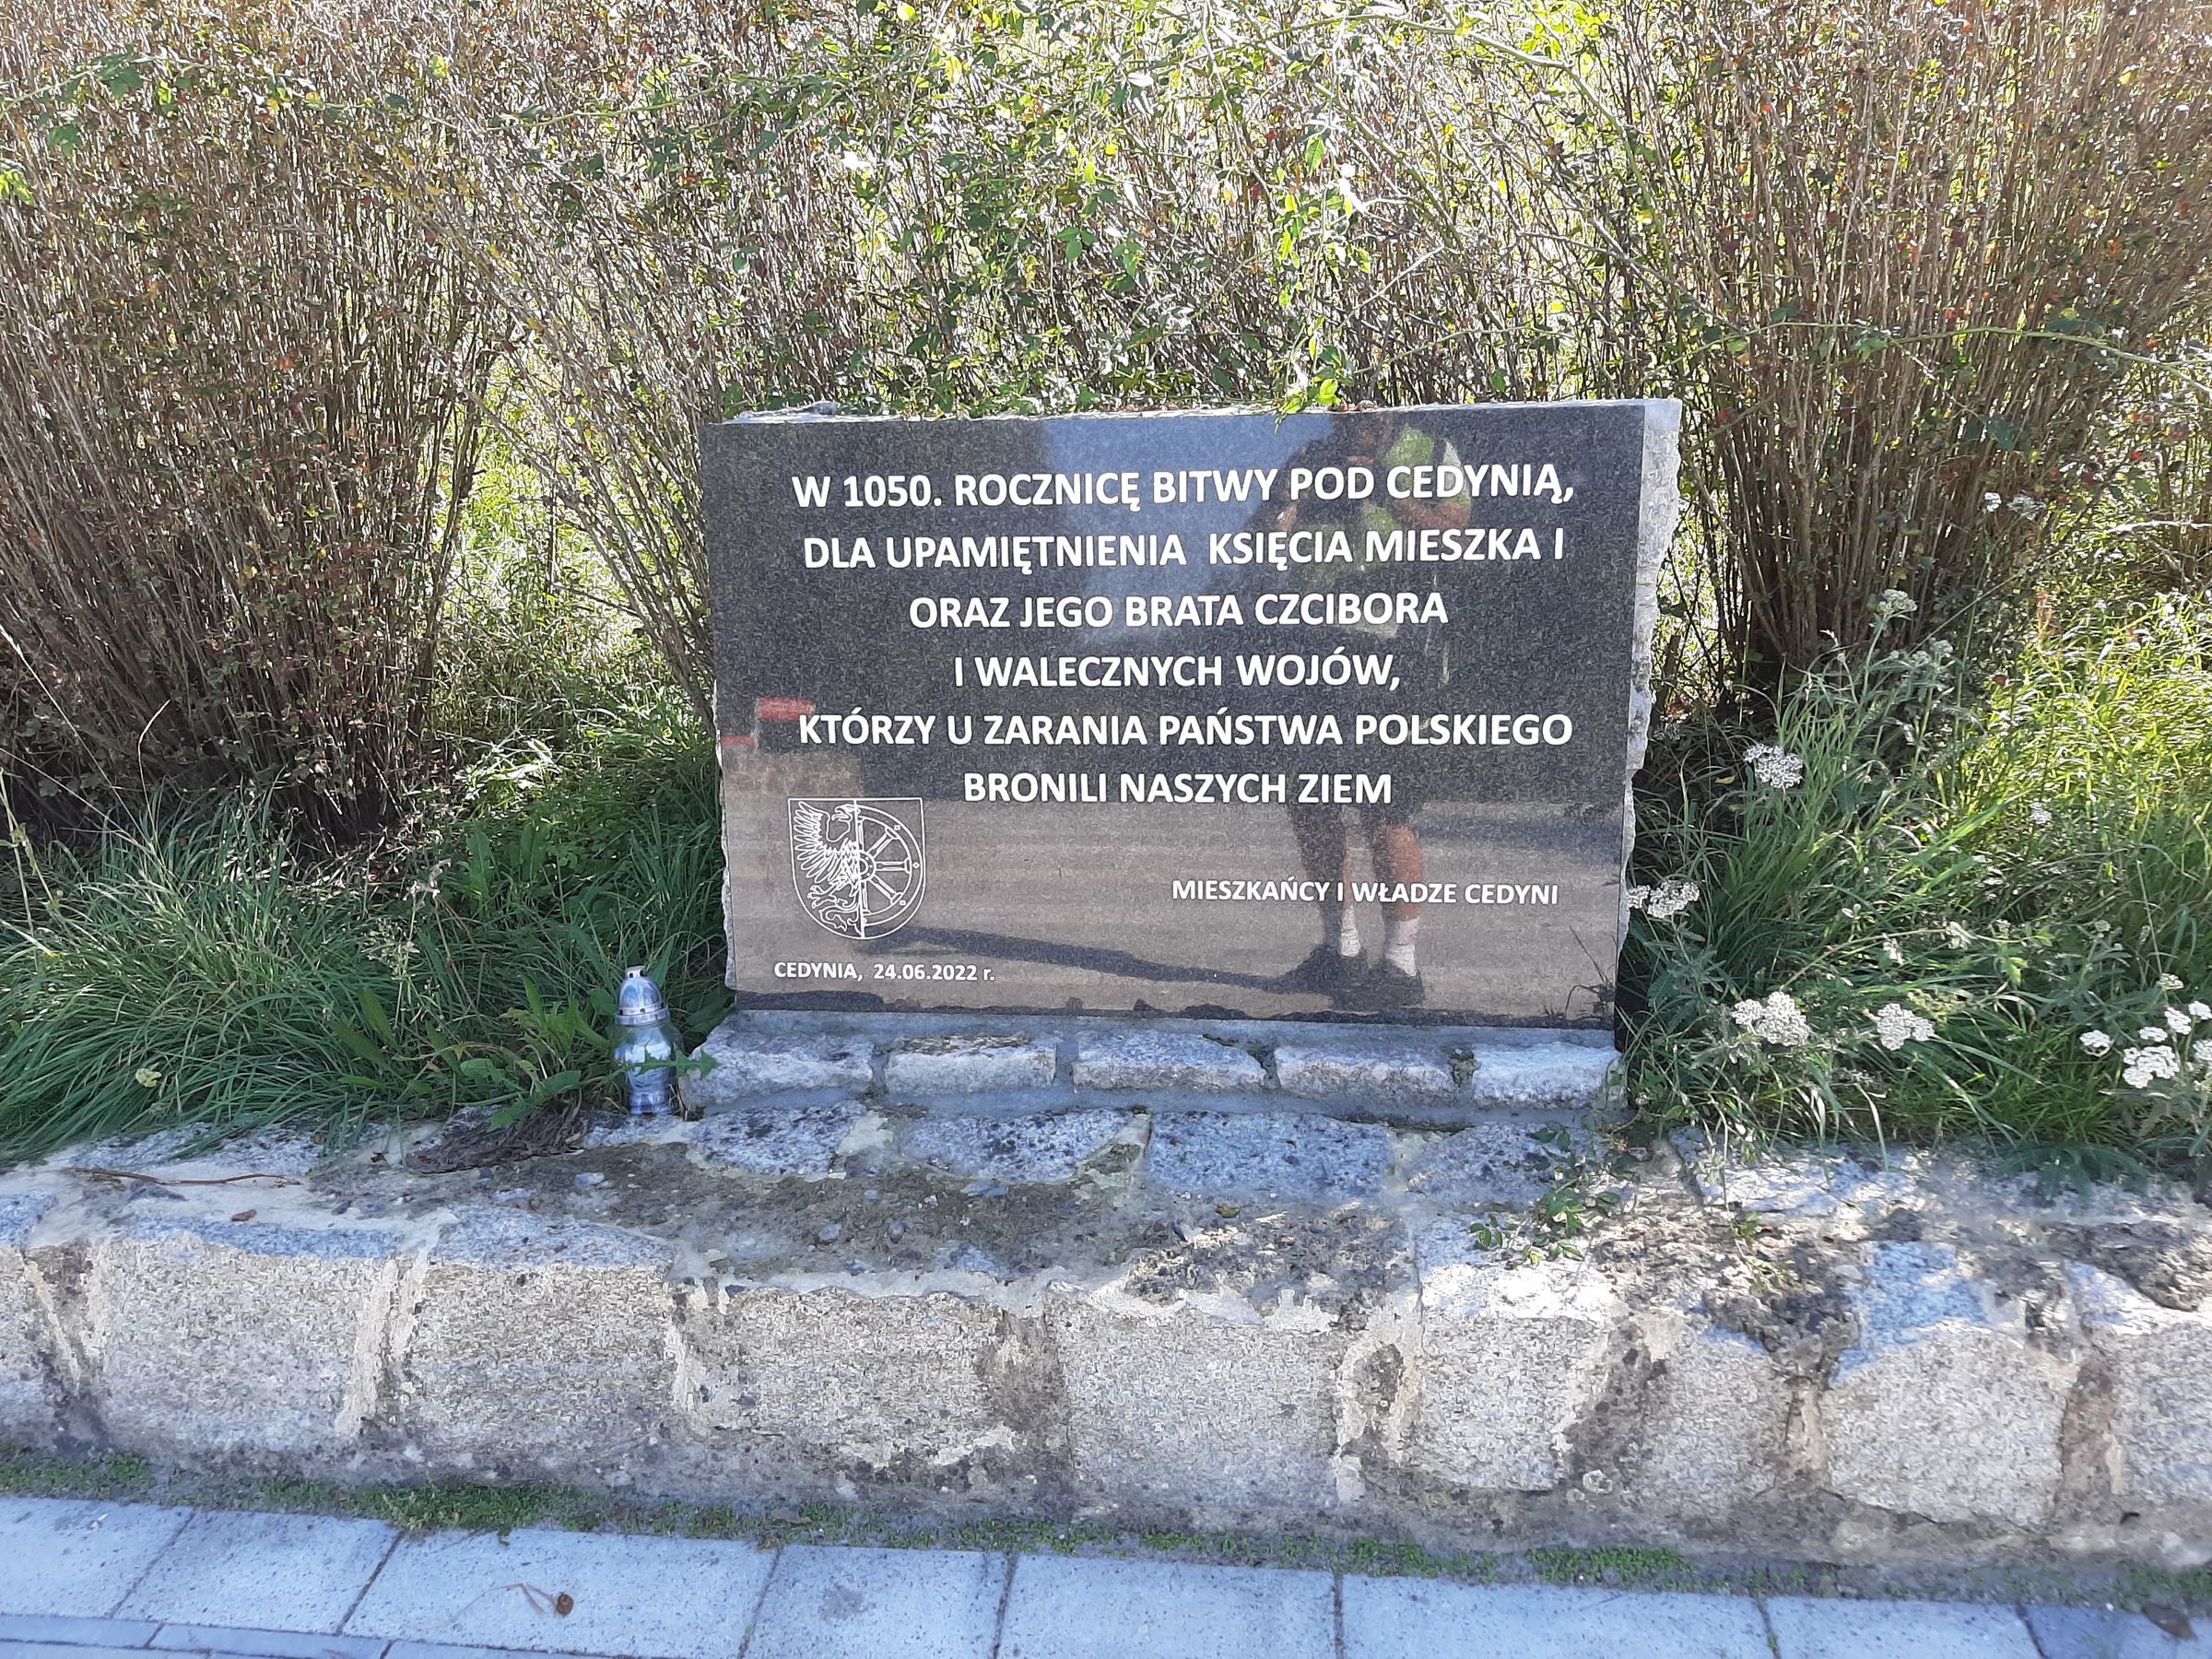 W 1050. ROCZNICĘ BITWY POD CEDYNIĄ,
DLA UPAMIĘTNIENIA KSIĘCIA MIESZKA I
ORAZ JEGO BRATA CZCIBORA
I WALECZNYCH WOJÓW,
KTÓRZY U ZARANIA PAŃSTWA POLSKIEGO
BRONILI NASZYCH ZIEM
MIESZKAŃCY I WŁADZE CEDYNI
CEDYNIA, 24.06.2022 r.